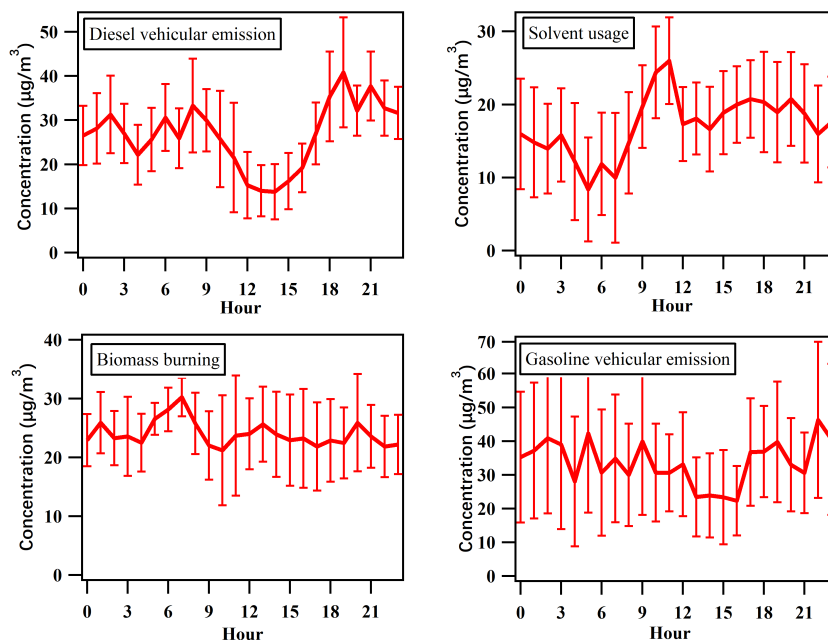 Diesel vehicular emission
Concentration (µg/m³)
50
40
30
20
10
0
0 3 6 9 12 15 18 21
Hour
Solvent usage
Concentration (µg/m³)
30
20
10
0
0 3 6 9 12 15 18 21
Hour
Biomass burning
Concentration (µg/m³)
40
30
20
10
0
0 3 6 9 12 15 18 21
Hour
Gasoline vehicular emission
Concentration (µg/m³)
70
60
50
40
30
20
10
0
0 3 6 9 12 15 18 21
Hour